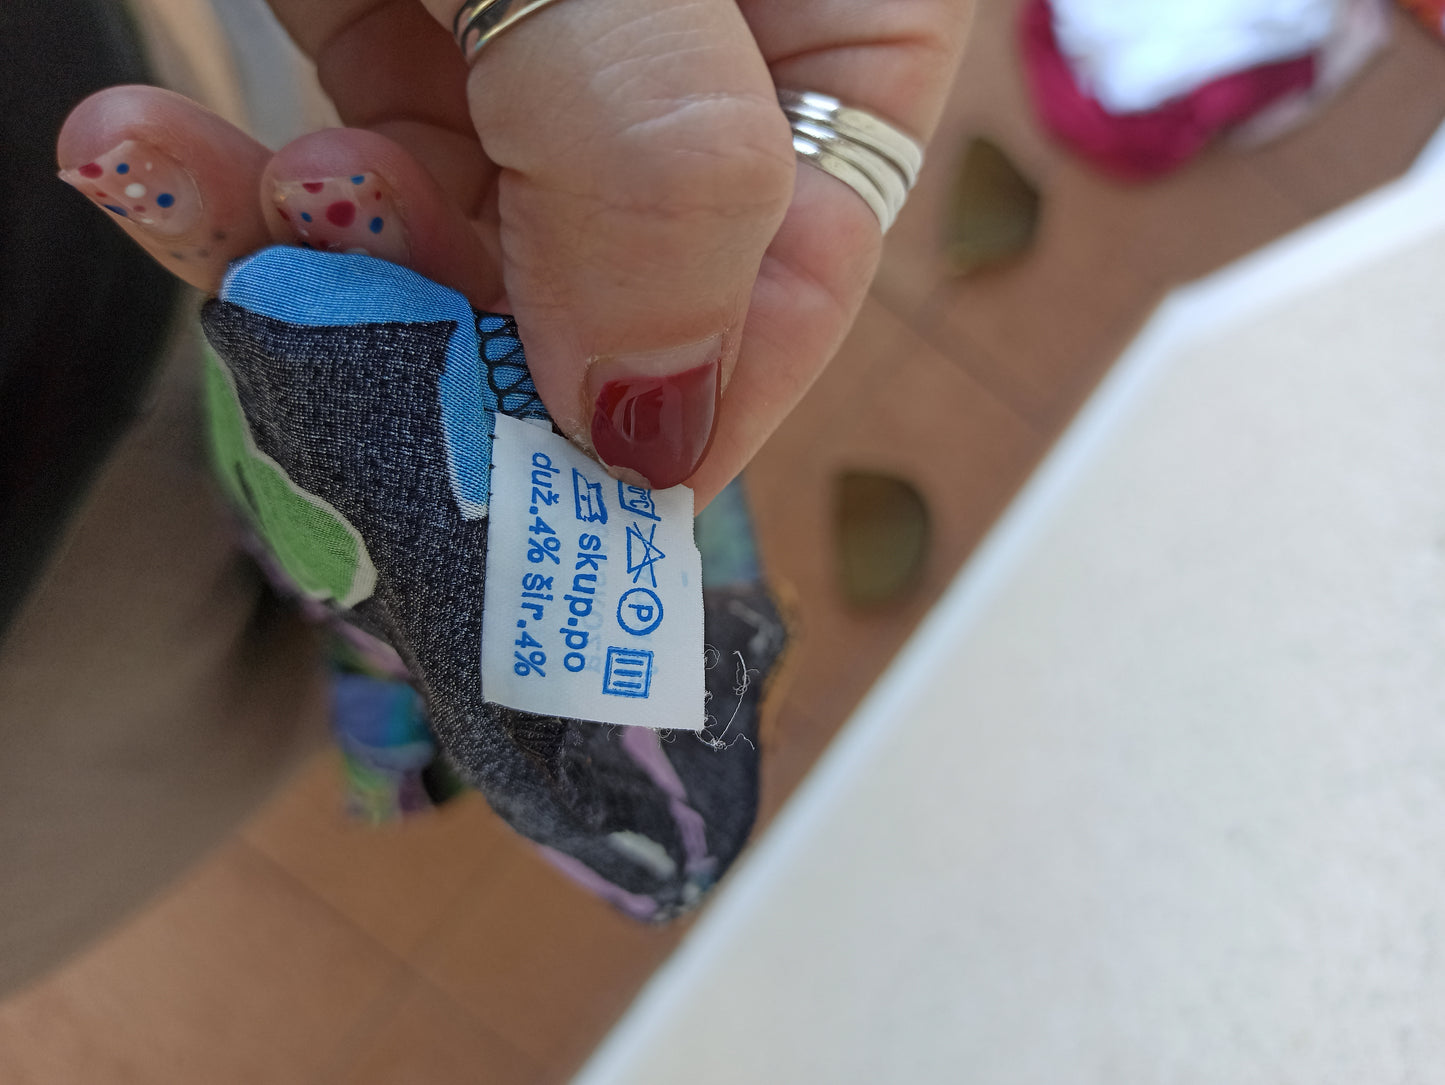 P
skup.po
duž.4% šir.4%